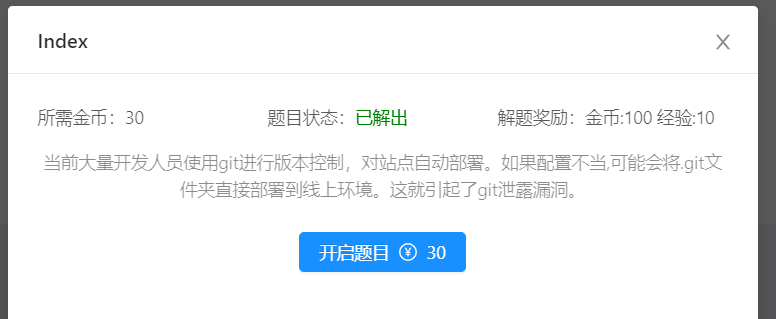 Index
所需金币：30 题目状态：已解出 解题奖励：金币:100 经验:10
当前大量开发人员使用git进行版本控制，对站点自动部署。如果配置不当,可能会将.git文
件夹直接部署到线上环境。这就引起了git泄露漏洞。
开启题目 ¥ 30